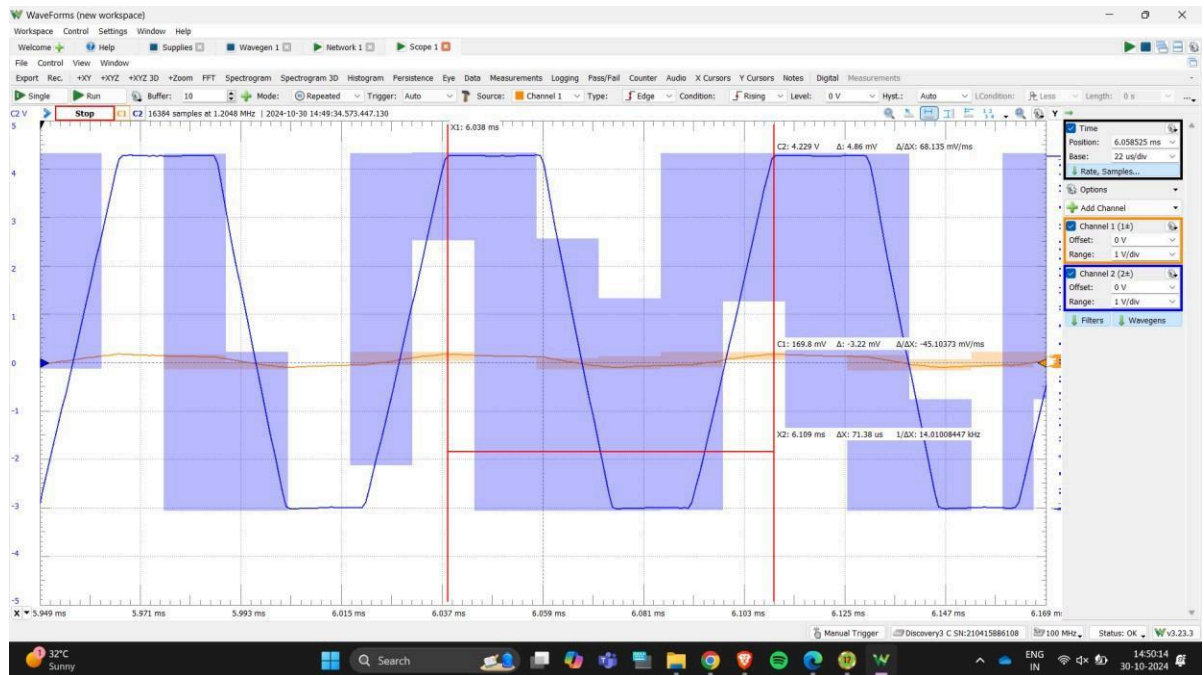 WaveForms (new workspace)
Workspace Control Settings Window Help
Welcome Help Supplies Wavegen 1 Network 1 Scope 1
File Control View Window
Export Rec. +XY +XYZ +XYZ 3D +Zoom FFT Spectrogram Spectrogram 3D Histogram Persistence Eye Data Measurements Logging Pass/Fail Counter Audio X Cursors Y Cursors Notes Digital Measurements
Single Run Buffer: 10 Mode: Repeated Trigger: Auto Source: Channel 1 Type: Edge Condition: Rising Level: 0 V Hyst.: Auto LCondition: Less Length: 0 s ...
C2 V Stop C1 C2 16384 samples at 1.2048 MHz | 2024-10-30 14:49:34.573.447.130 Y
5
X1: 6.038 ms
C2: 4.229 V Δ: 4.86 mV Δ/ΔX: 68.135 mV/ms
Time
Position: 6.058525 ms
Base: 22 us/div
Rate, Samples...
Options
Add Channel
Channel 1 (1±)
Offset: 0 V
Range: 1 V/div
Channel 2 (2±)
Offset: 0 V
Range: 1 V/div
Filters Wavegens
4
3
2
1
C1: 169.8 mV Δ: -3.22 mV Δ/ΔX: -45.10373 mV/ms
0
-1
X2: 6.109 ms ΔX: 71.38 us 1/ΔX: 14.01008447 kHz
-2
-3
-4
-5
X 5.949 ms 5.971 ms 5.993 ms 6.015 ms 6.037 ms 6.059 ms 6.081 ms 6.103 ms 6.125 ms 6.147 ms 6.169 m
Manual Trigger Discovery3 C SN:210415B86108 100 MHz Status: OK v3.23.3
1
32°C
Sunny
Search
ENG
IN
14:50:14
30-10-2024